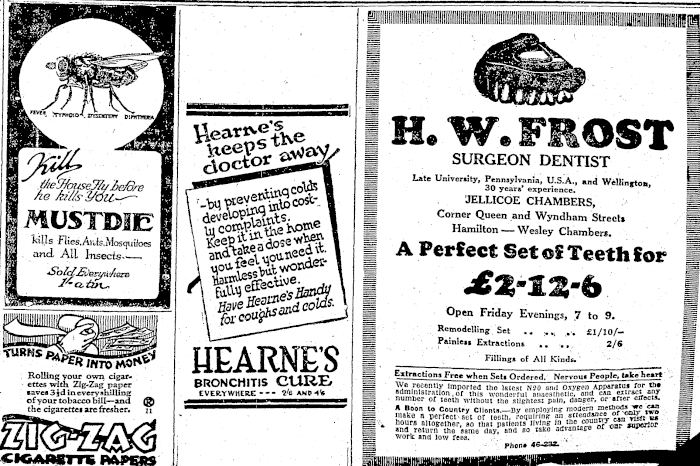 FEVER TYPHOID DYSENTERY DIPHTHERIA
Kill
the House Fly before
he kills You—
MUSTDIE
kills Flies, Ants, Mosquitoes
and All Insects.—
Sold Everywhere
1/- a tin
TURNS PAPER INTO MONEY
Rolling your own cigar-
ettes with Zig-Zag paper
saves 3½d in every shilling
of your tobacco bill—and
the cigarettes are fresher.
11
ZIG-ZAG
CIGARETTE PAPERS
Hearne's
keeps the
doctor away
—by preventing colds
developing into cost-
ly complaints.
Keep it in the home
and take a dose when
you feel you need it.
Harmless but wonder-
fully effective.
Have Hearne's Handy
for coughs and colds.
HEARNE'S
BRONCHITIS CURE
EVERYWHERE --- 2/6 AND 4/6
H. W. FROST
SURGEON DENTIST
Late University, Pennsylvania, U.S.A., and Wellington,
30 years' experience.
JELLICOE CHAMBERS,
Corner Queen and Wyndham Streets
Hamilton — Wesley Chambers.
A Perfect Set of Teeth for
£2-12-6
Open Friday Evenings, 7 to 9.
Remodelling Set .. .. .. £1/10/-
Painless Extractions .. .. 2/6
Fillings of All Kinds.
Extractions Free when Sets Ordered. Nervous People, take heart
We recently imported the latest N20 and Oxygen Apparatus for the
administration of this wonderful anaesthetic, and can extract any
number of teeth without the slightest pain, danger, or after effects.
A Boon to Country Clients.—By employing modern methods we can
make a perfect set of teeth, requiring an attendance of only two
hours altogether, so that patients living in the country can visit us
and return the same day, and so take advantage of our superior
work and low fees.
Phone 46-232.